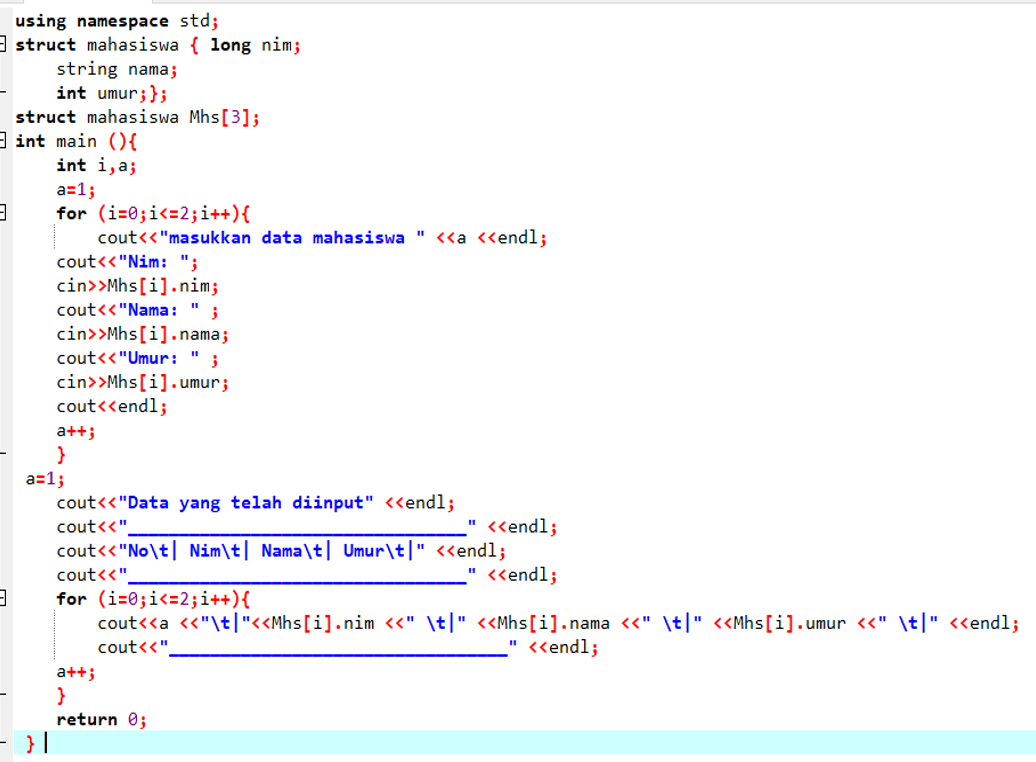 using namespace std;
struct mahasiswa { long nim;
    string nama;
    int umur;};
struct mahasiswa Mhs[3];
int main (){
    int i,a;
    a=1;
    for (i=0;i<=2;i++){
        cout<<"masukkan data mahasiswa " <<a <<endl;
    cout<<"Nim: ";
    cin>>Mhs[i].nim;
    cout<<"Nama: " ;
    cin>>Mhs[i].nama;
    cout<<"Umur: " ;
    cin>>Mhs[i].umur;
    cout<<endl;
    a++;
    }
 a=1;
    cout<<"Data yang telah diinput" <<endl;
    cout<<"_________________________________" <<endl;
    cout<<"No\t| Nim\t| Nama\t| Umur\t|" <<endl;
    cout<<"_________________________________" <<endl;
    for (i=0;i<=2;i++){
        cout<<a <<"\t|"<<Mhs[i].nim <<" \t|" <<Mhs[i].nama <<" \t|" <<Mhs[i].umur <<" \t|" <<endl;
        cout<<"_________________________________" <<endl;
    a++;
    }
    return 0;
 }